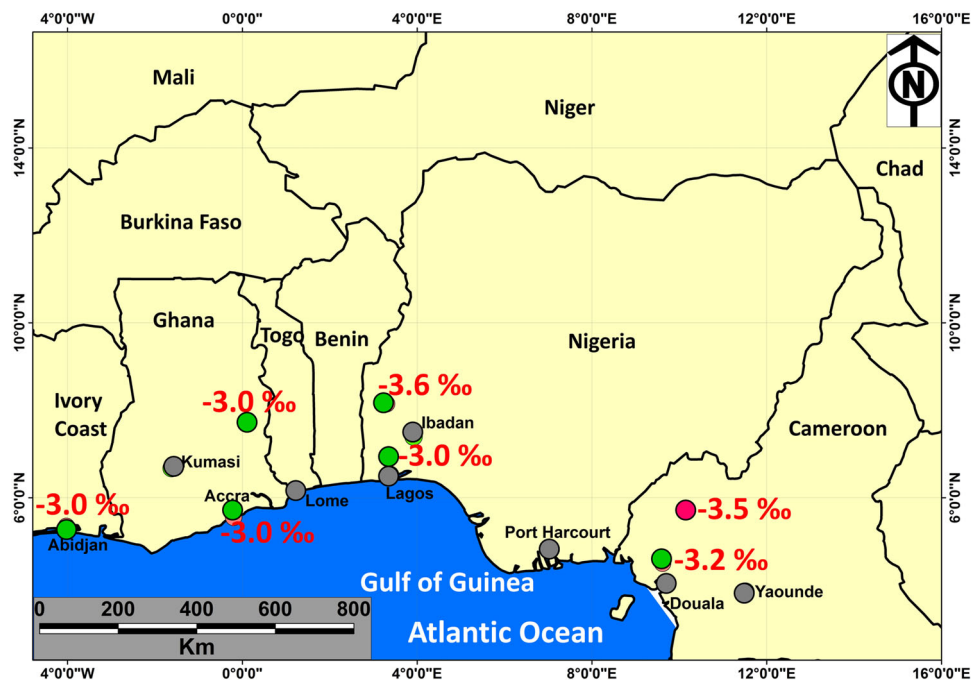 4°0'0"W 0°0'0" 4°0'0"E 8°0'0"E 12°0'0"E 16°0'0"E
14°0'0"N
10°0'0"N
6°0'0"N
14°0'0"N
10°0'0"N
6°0'0"N
N
Mali
Niger
Chad
Burkina Faso
Ghana
Togo
Benin
Nigeria
Ivory
Coast
Cameroon
-3.6 ‰
-3.0 ‰
Ibadan
-3.0 ‰
Kumasi
Lagos
Accra
Lome
-3.0 ‰
Abidjan
-3.0 ‰
-3.5 ‰
Port Harcourt
-3.2 ‰
Douala
Yaounde
Gulf of Guinea
Atlantic Ocean
0 200 400 600 800
Km
4°0'0"W 0°0'0" 4°0'0"E 8°0'0"E 12°0'0"E 16°0'0"E